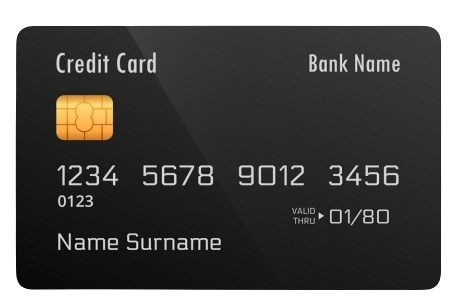 Credit Card
Bank Name
1234 5678 9012 3456
0123
VALID
THRU
01/80
Name Surname